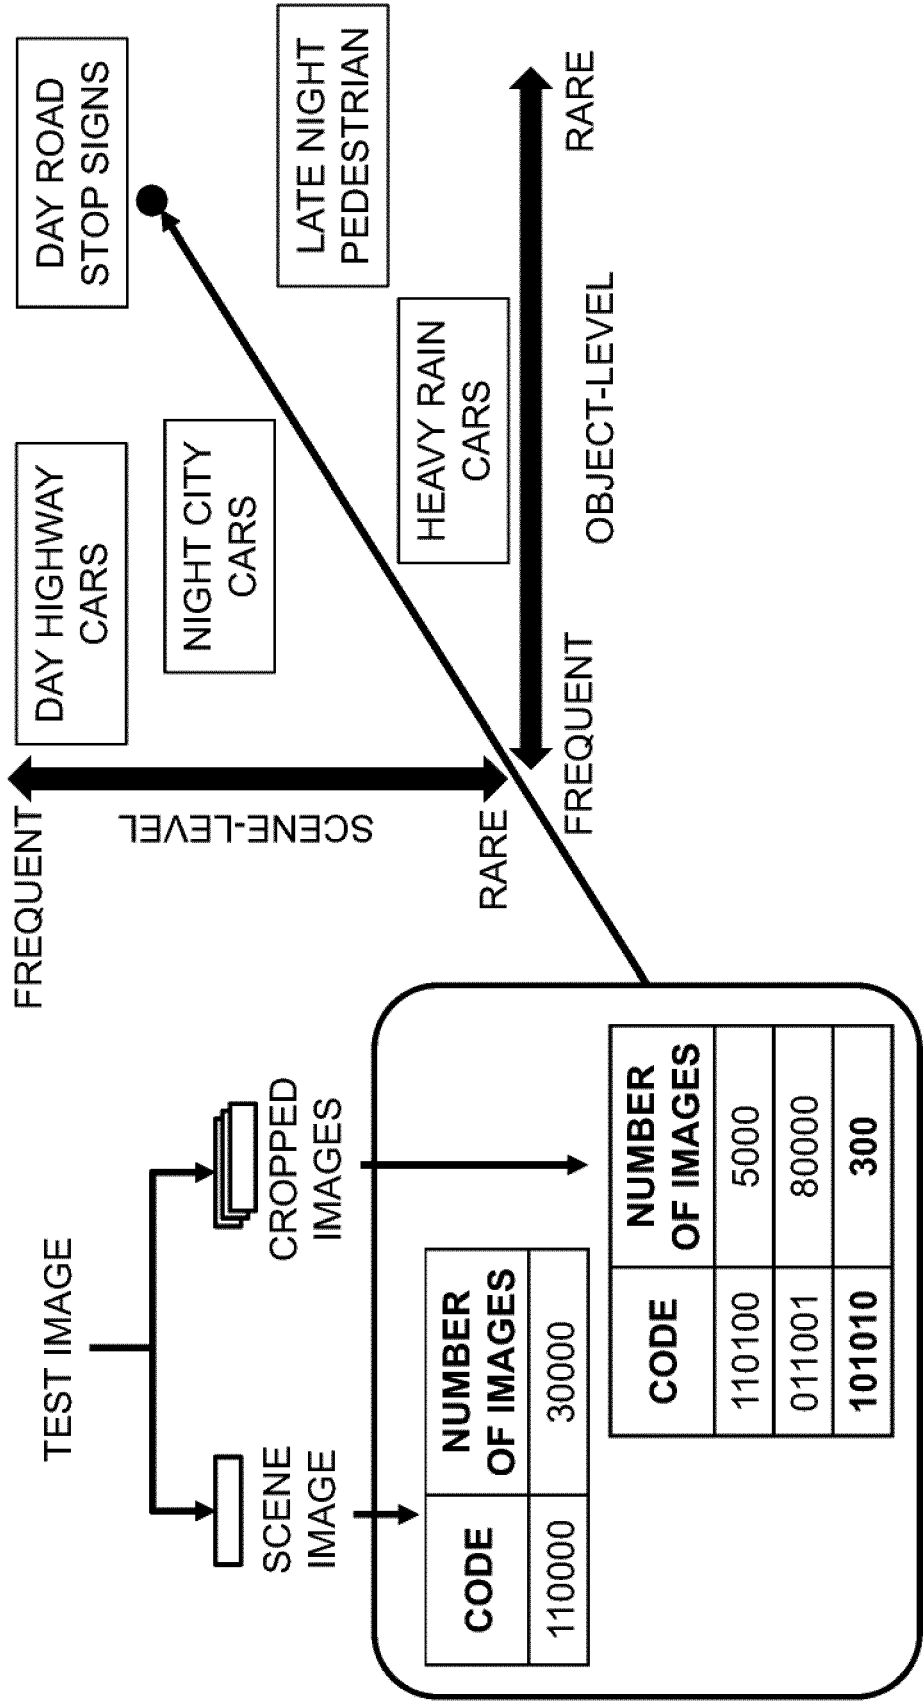 TEST IMAGE
SCENE
IMAGE
CROPPED
IMAGES
CODE
NUMBER
OF IMAGES
110000
30000
CODE
NUMBER
OF IMAGES
110100
5000
011001
80000
101010
300
FREQUENT
SCENE-LEVEL
RARE
DAY HIGHWAY
CARS
NIGHT CITY
CARS
DAY ROAD
STOP SIGNS
LATE NIGHT
PEDESTRIAN
HEAVY RAIN
CARS
FREQUENT
OBJECT-LEVEL
RARE